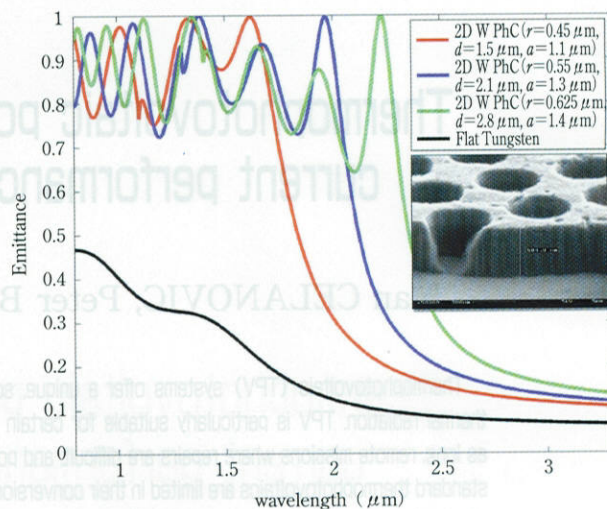 1
0.9
0.8
0.7
0.6
0.5
0.4
0.3
0.2
0.1
0
Emittance
1
1.5
2
2.5
3
wavelength (μm)
2D W PhC(r=0.45 μm,
d=1.5 μm, a=1.1 μm)
2D W PhC(r=0.55 μm,
d=2.1 μm, a=1.3 μm)
2D W PhC(r=0.625 μm,
d=2.8 μm, a=1.4 μm)
Flat Tungsten
Thermophotovoltaic po
current performanc
an CELANOVIC, Peter B
Thermophotovoltaic (TPV) systems offer a unique, so
thermal radiation. TPV is particularly suitable for certain
as long, remote missions where repairs are difficult and po
standard thermophotovoltaics are limited in their conversion